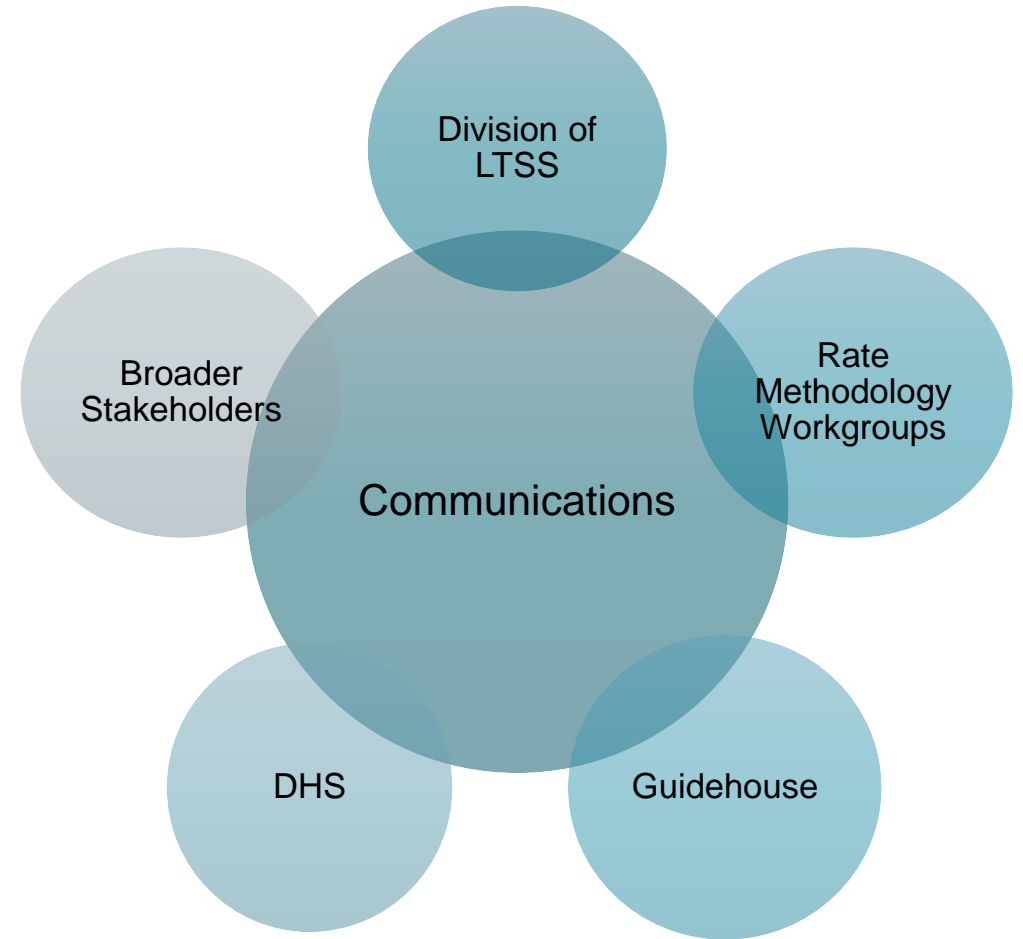 Division of
LTSS
Broader
Stakeholders
Rate
Methodology
Workgroups
Communications
DHS
Guidehouse